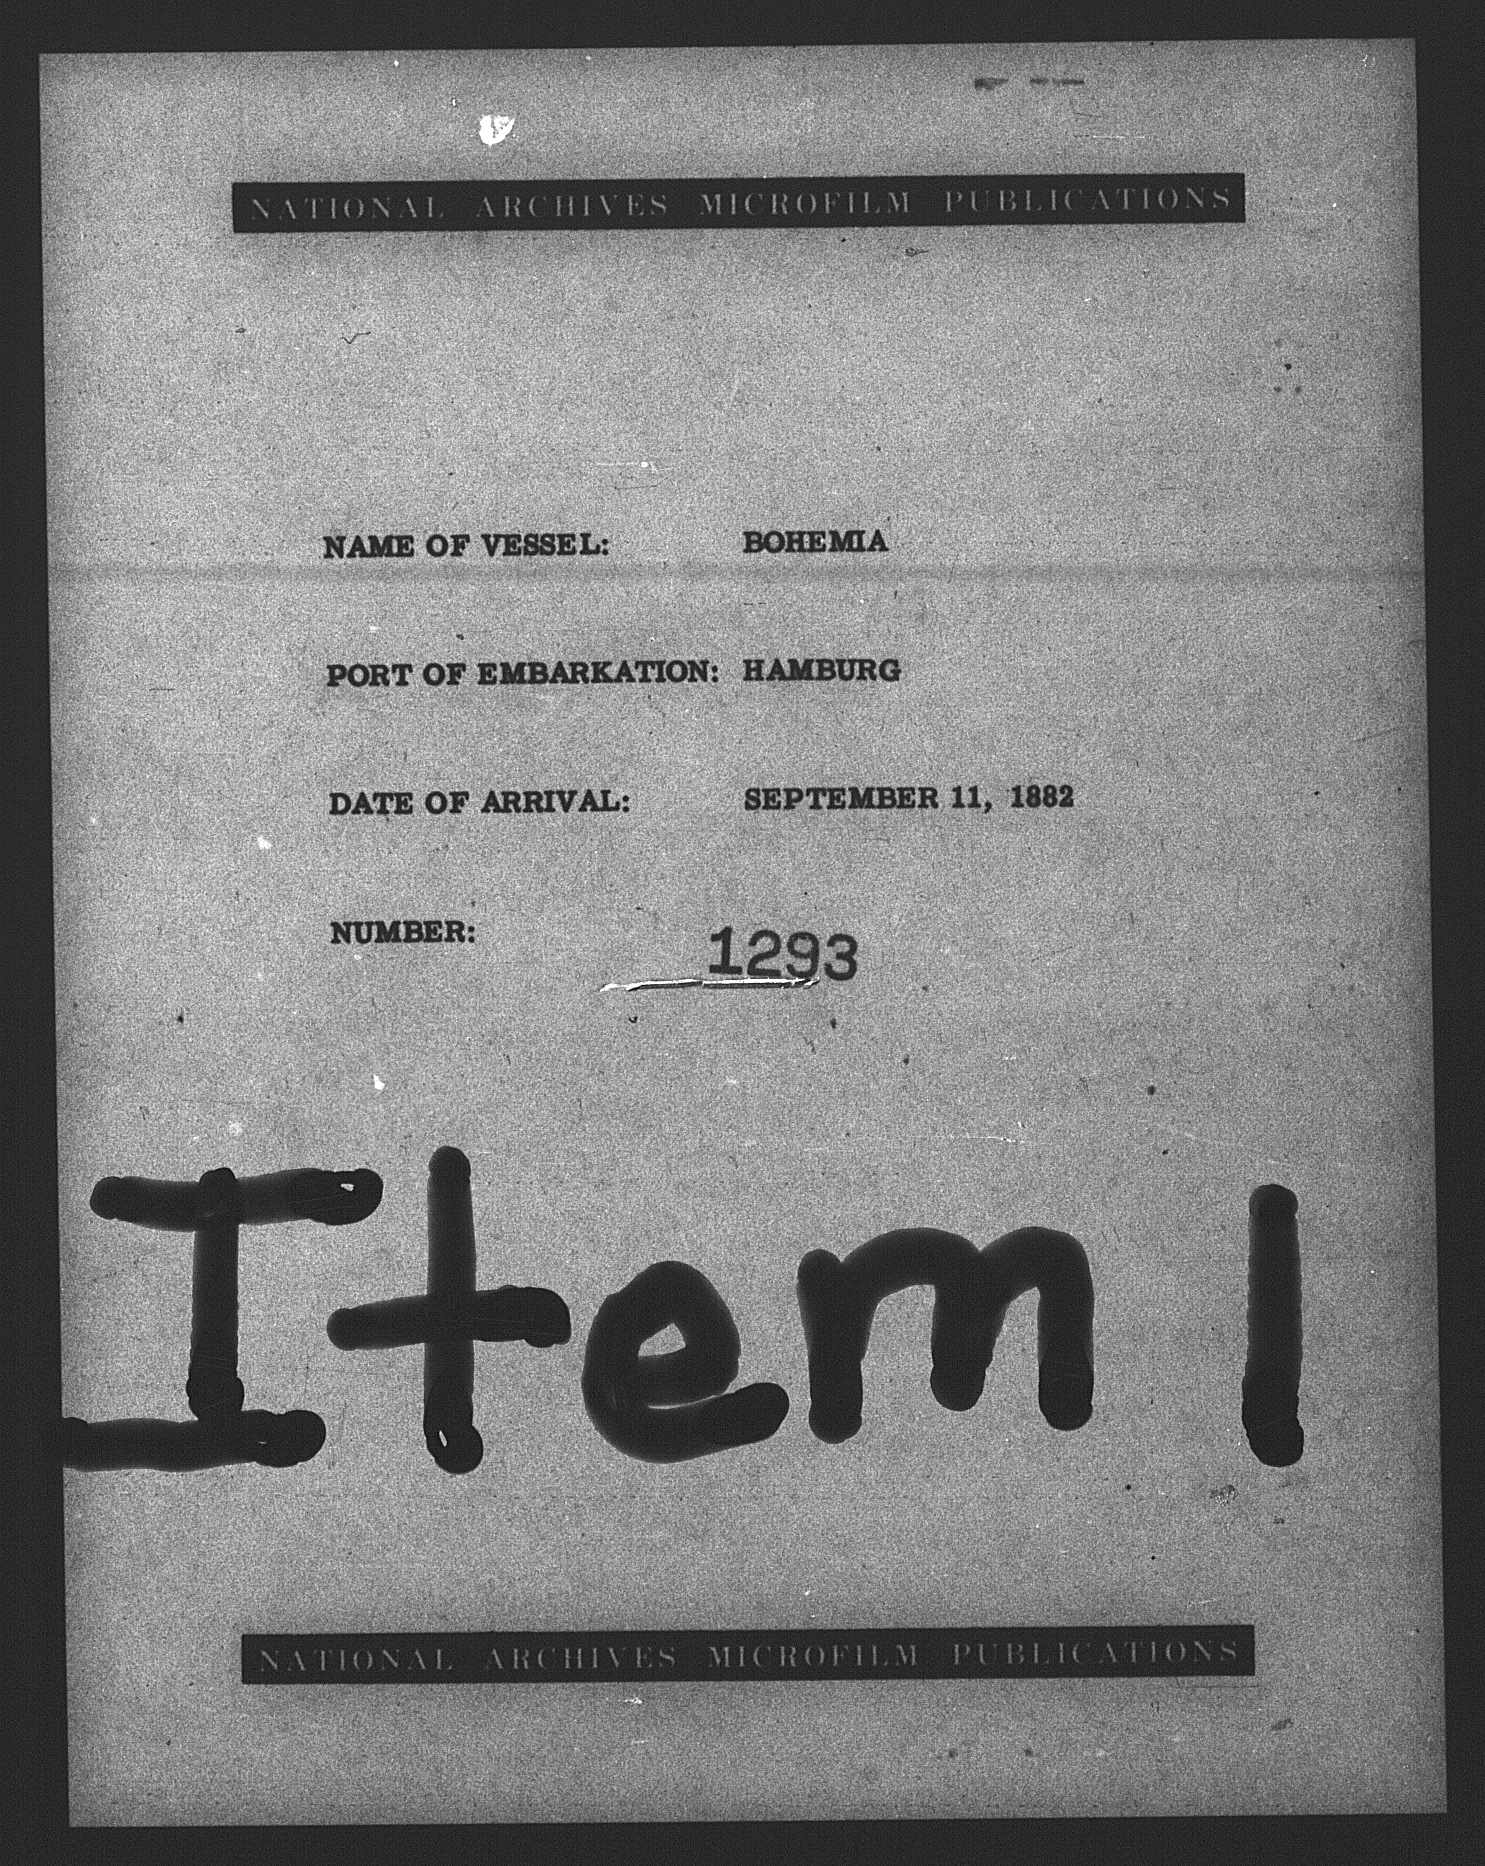 NATIONAL ARCHIVES MICROFILM PUBLICATIONS
NAME OF VESSEL: BOHEMIA
PORT OF EMBARKATION: HAMBURG
DATE OF ARRIVAL: SEPTEMBER 11, 1882
NUMBER: 1293
Item 1
NATIONAL ARCHIVES MICROFILM PUBLICATIONS